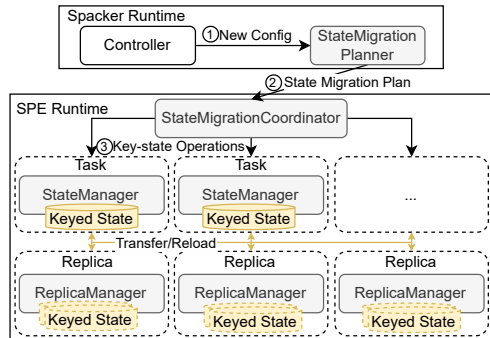 Spacker Runtime
Controller
①New Config
StateMigration
Planner
②State Migration Plan
SPE Runtime
StateMigrationCoordinator
③Key-state Operations
Task
Task
StateManager
StateManager
...
Keyed State
Keyed State
Transfer/Reload
Replica
Replica
Replica
ReplicaManager
ReplicaManager
ReplicaManager
Keyed State
Keyed State
Keyed State